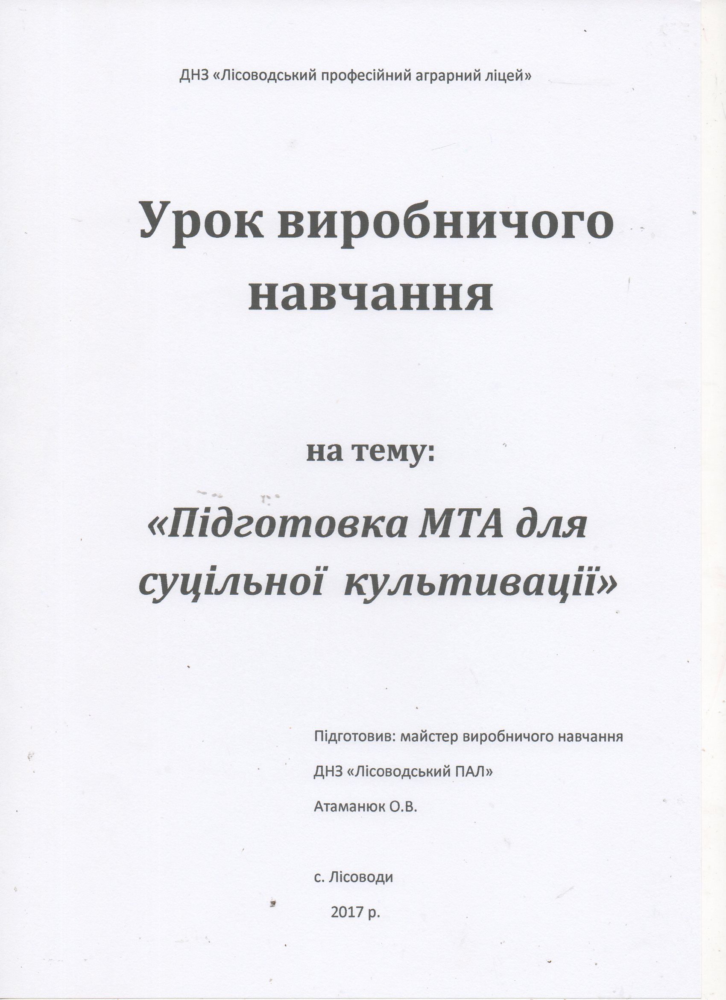 ДНЗ «Лісоводський професійний аграрний ліцей»
Урок виробничого
навчання
на тему:
«Підготовка МТА для
суцільної культивації»
Підготовив: майстер виробничого навчання
ДНЗ «Лісоводський ПАЛ»
Атаманюк О.В.
с. Лісоводи
2017 р.